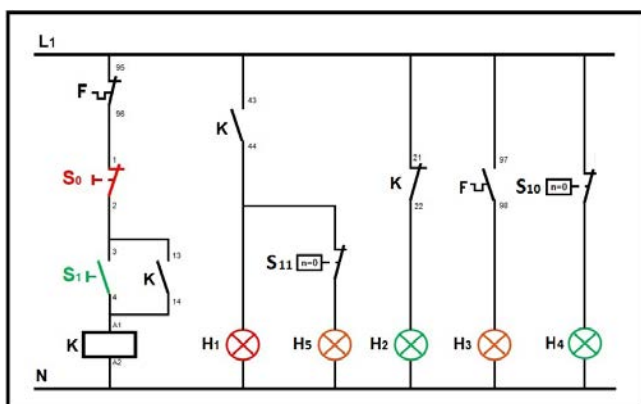 L1
95
F
96
43
K
44
1
S0
2
21
K
22
97
F
98
S10 n=0
3
S1
4
13
K
14
S11 n=0
A1
K
A2
H1
H5
H2
H3
H4
N